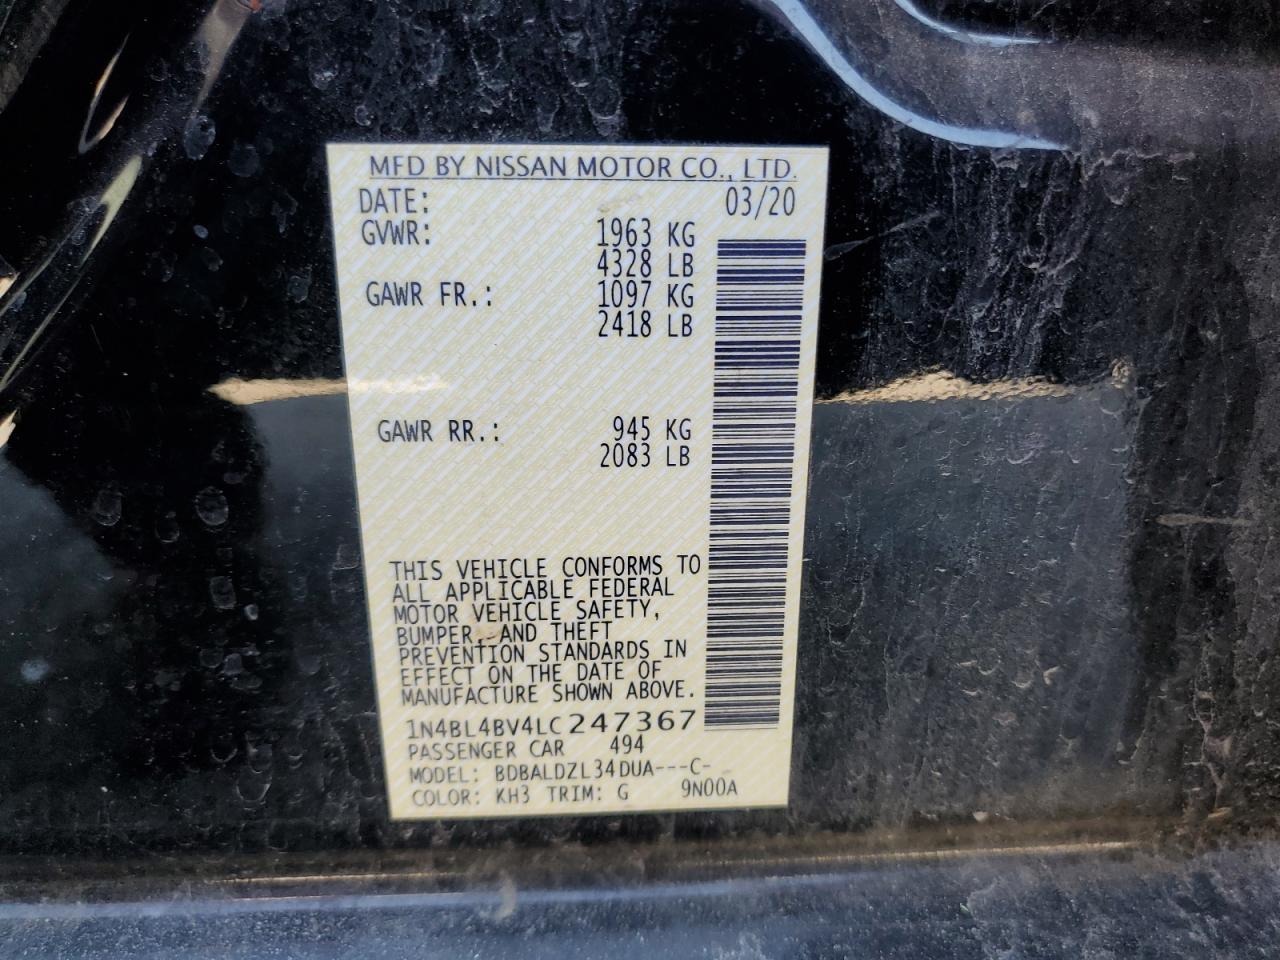 MFD BY NISSAN MOTOR CO., LTD.
DATE: 03/20
GVWR: 1963 KG
4328 LB
GAWR FR.: 1097 KG
2418 LB
GAWR RR.: 945 KG
2083 LB
THIS VEHICLE CONFORMS TO
ALL APPLICABLE FEDERAL
MOTOR VEHICLE SAFETY,
BUMPER, AND THEFT
PREVENTION STANDARDS IN
EFFECT ON THE DATE OF
MANUFACTURE SHOWN ABOVE.
1N4BL4BV4LC247367
PASSENGER CAR 494
MODEL: BDBALDZL34DUA---C-_
COLOR: KH3 TRIM: G 9N00A